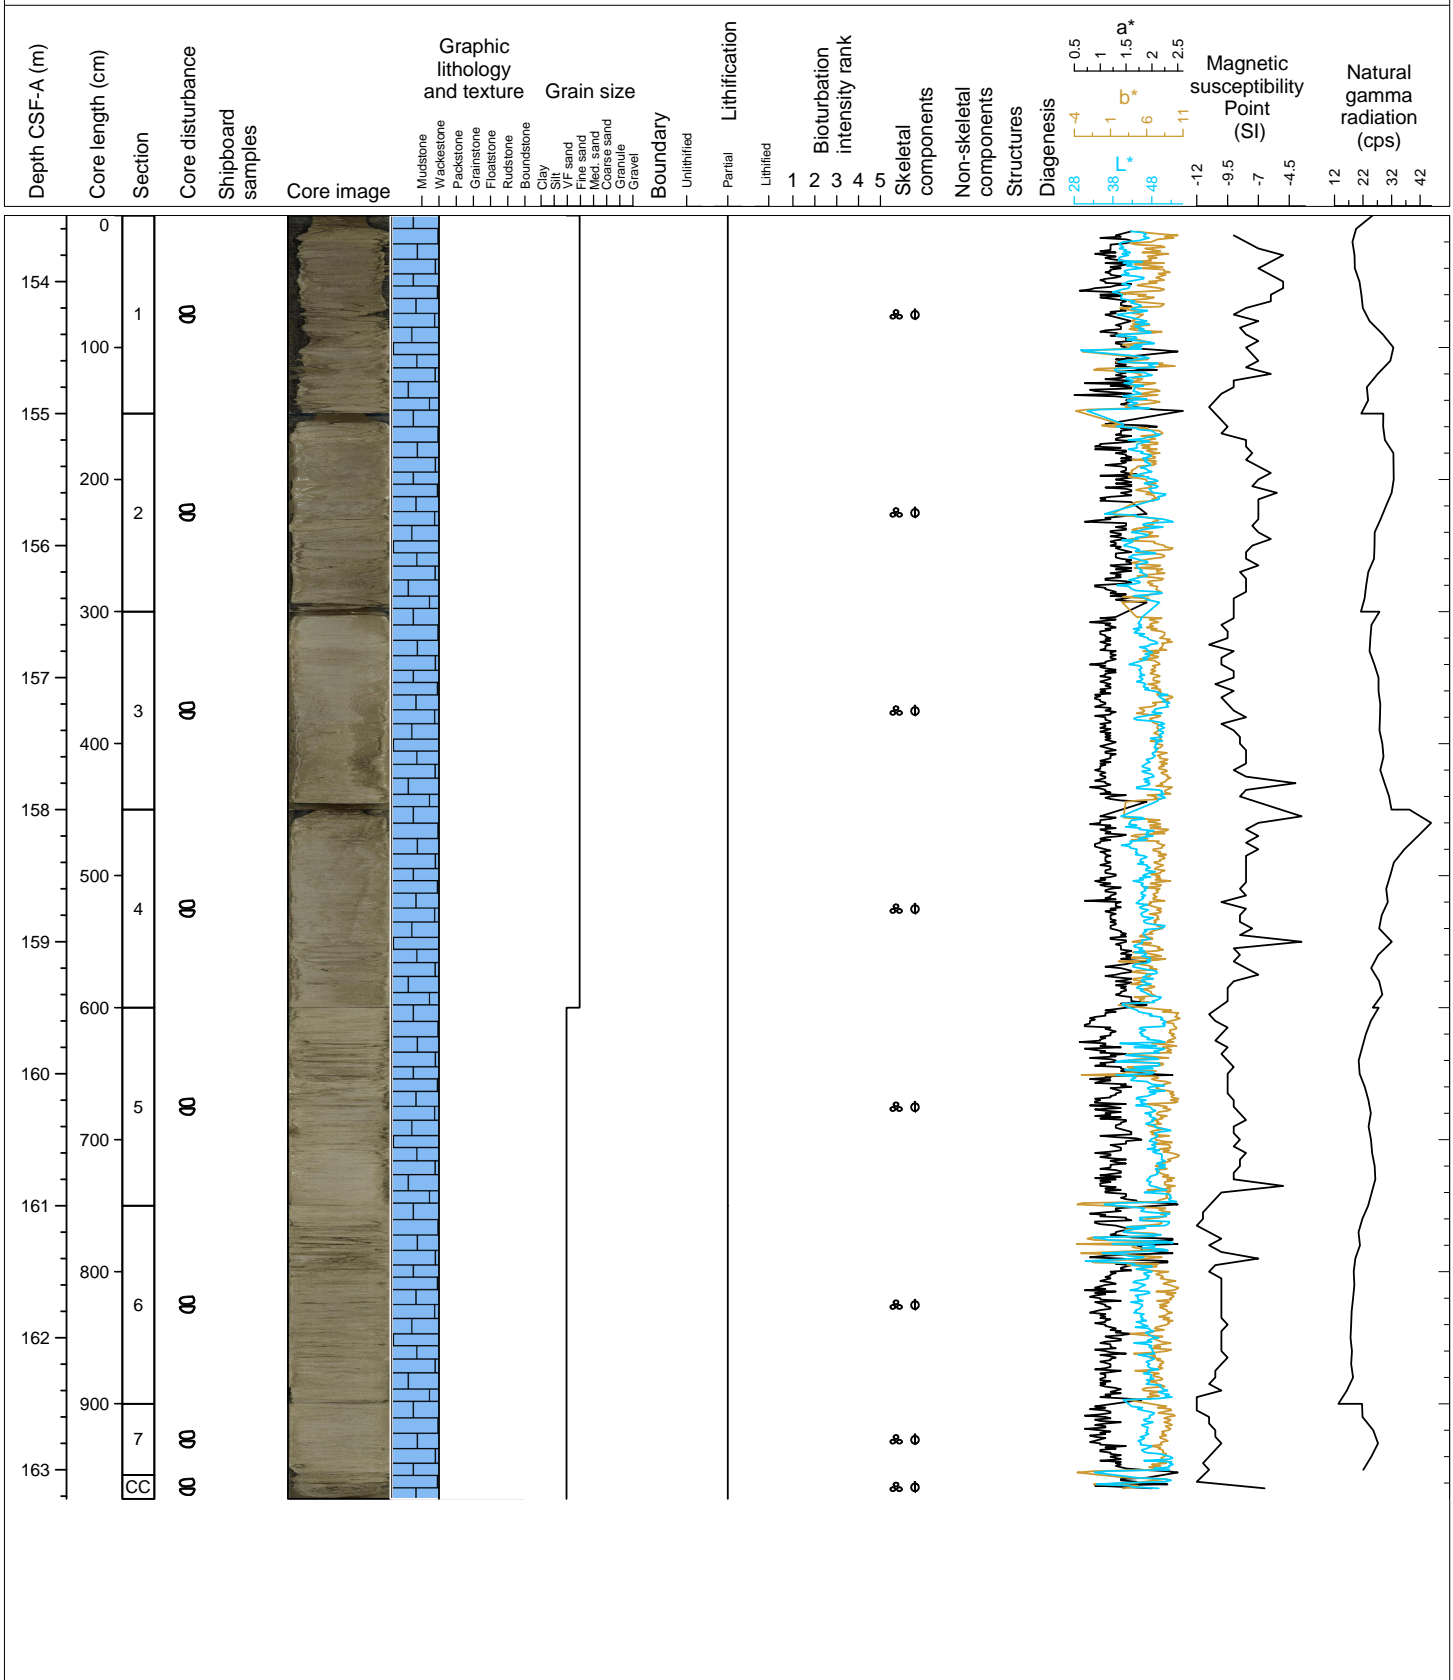 Depth CSF-A (m)
Core length (cm)
Section
Core disturbance
Shipboard
samples
Core image
Graphic
lithology
and texture
Mudstone
Wackestone
Packstone
Grainstone
Floatstone
Rudstone
Boundstone
Grain size
Clay
Silt
VF sand
Fine sand
Med. sand
Coarse sand
Granule
Gravel
Boundary
Lithification
Unlithified
Partial
Lithified
Bioturbation
intensity rank
1 2 3 4 5
Skeletal
components
Non-skeletal
components
Structures
Diagenesis
a*
0.5 1 1.5 2 2.5
b*
-4 1 6 11
L*
28 38 48
Magnetic
susceptibility
Point
(SI)
-12 -9.5 -7 -4.5
Natural
gamma
radiation
(cps)
12 22 32 42
0
154
1
100
155
200
2
156
300
157
3
400
158
500
4
159
600
160
5
700
161
800
6
162
900
7
163
CC